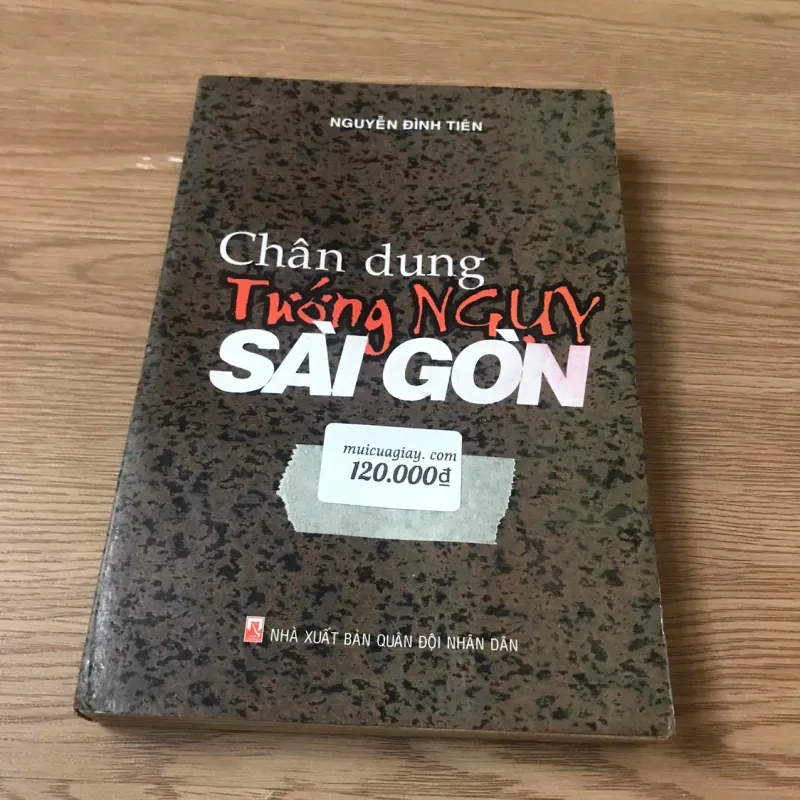 NGUYỄN ĐÌNH TIÊN
Chân dung
Tướng NGỤY
SÀI GÒN
muicuagiay. com
120.000₫
NHÀ XUẤT BẢN QUÂN ĐỘI NHÂN DÂN